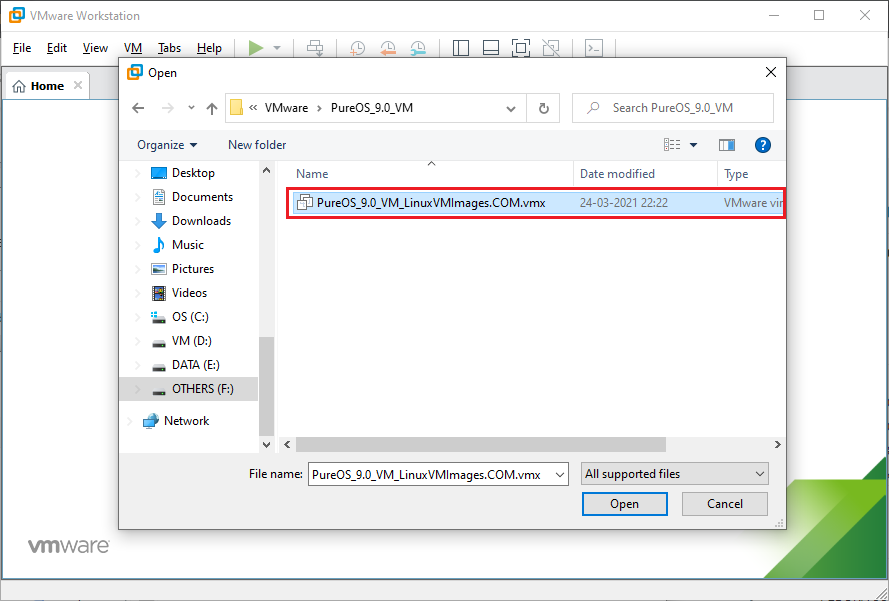 VMware Workstation
File Edit View VM Tabs Help
Home
Open
« VMware › PureOS_9.0_VM
Search PureOS_9.0_VM
Organize New folder
?
Name Date modified Type
PureOS_9.0_VM_LinuxVMImages.COM.vmx 24-03-2021 22:22 VMware vir
Desktop
Documents
Downloads
Music
Pictures
Videos
OS (C:)
VM (D:)
DATA (E:)
OTHERS (F:)
Network
File name: PureOS_9.0_VM_LinuxVMImages.COM.vmx All supported files
Open Cancel
vmware